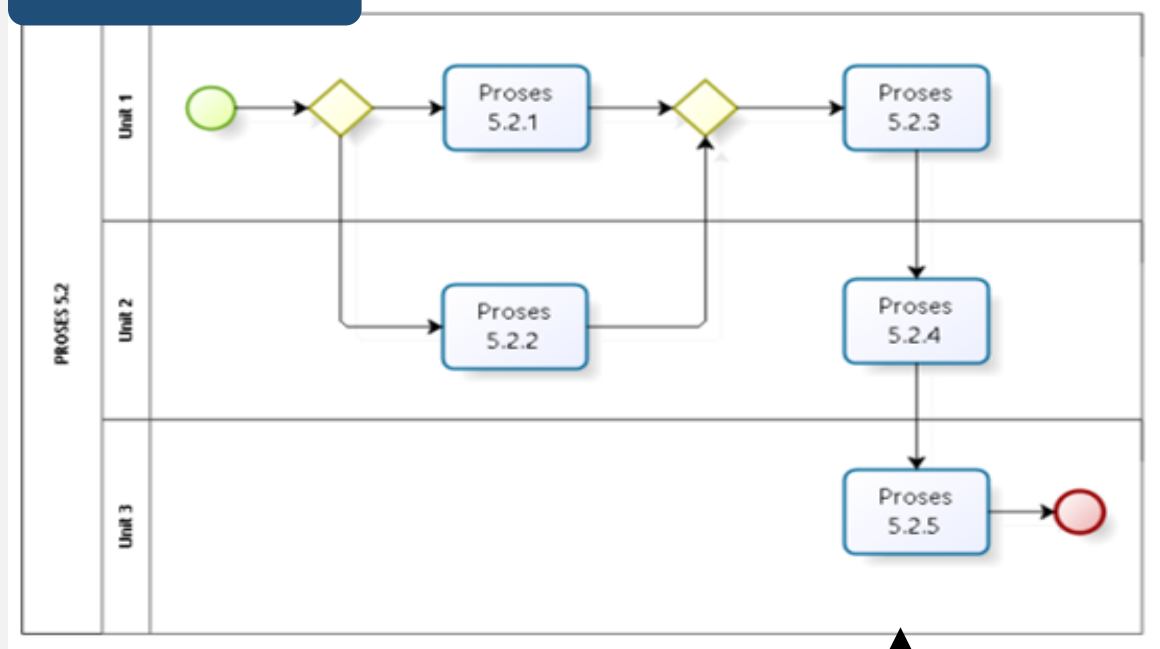 PROSES 5.2
Unit 1
Proses
5.2.1
Proses
5.2.3
Unit 2
Proses
5.2.2
Proses
5.2.4
Unit 3
Proses
5.2.5